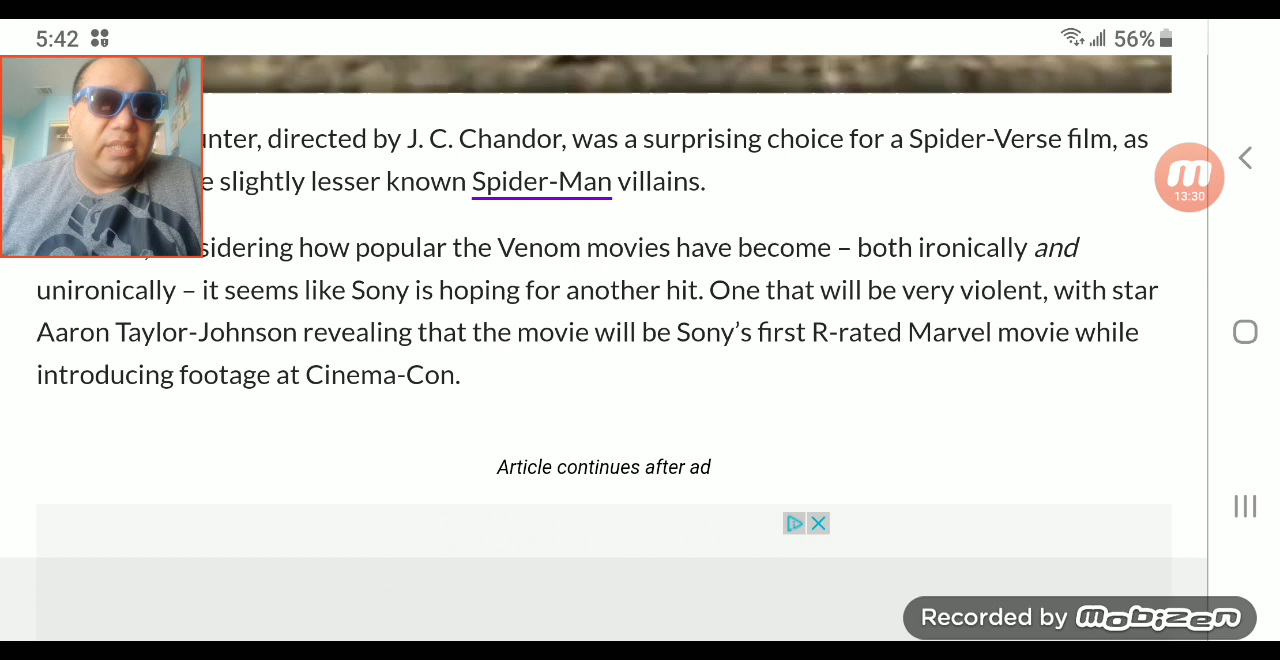 5:42
56%
unter, directed by J. C. Chandor, was a surprising choice for a Spider-Verse film, as
e slightly lesser known Spider-Man villains.
13:30
sidering how popular the Venom movies have become – both ironically and
unironically – it seems like Sony is hoping for another hit. One that will be very violent, with star
Aaron Taylor-Johnson revealing that the movie will be Sony’s first R-rated Marvel movie while
introducing footage at Cinema-Con.
Article continues after ad
Recorded by mobizen